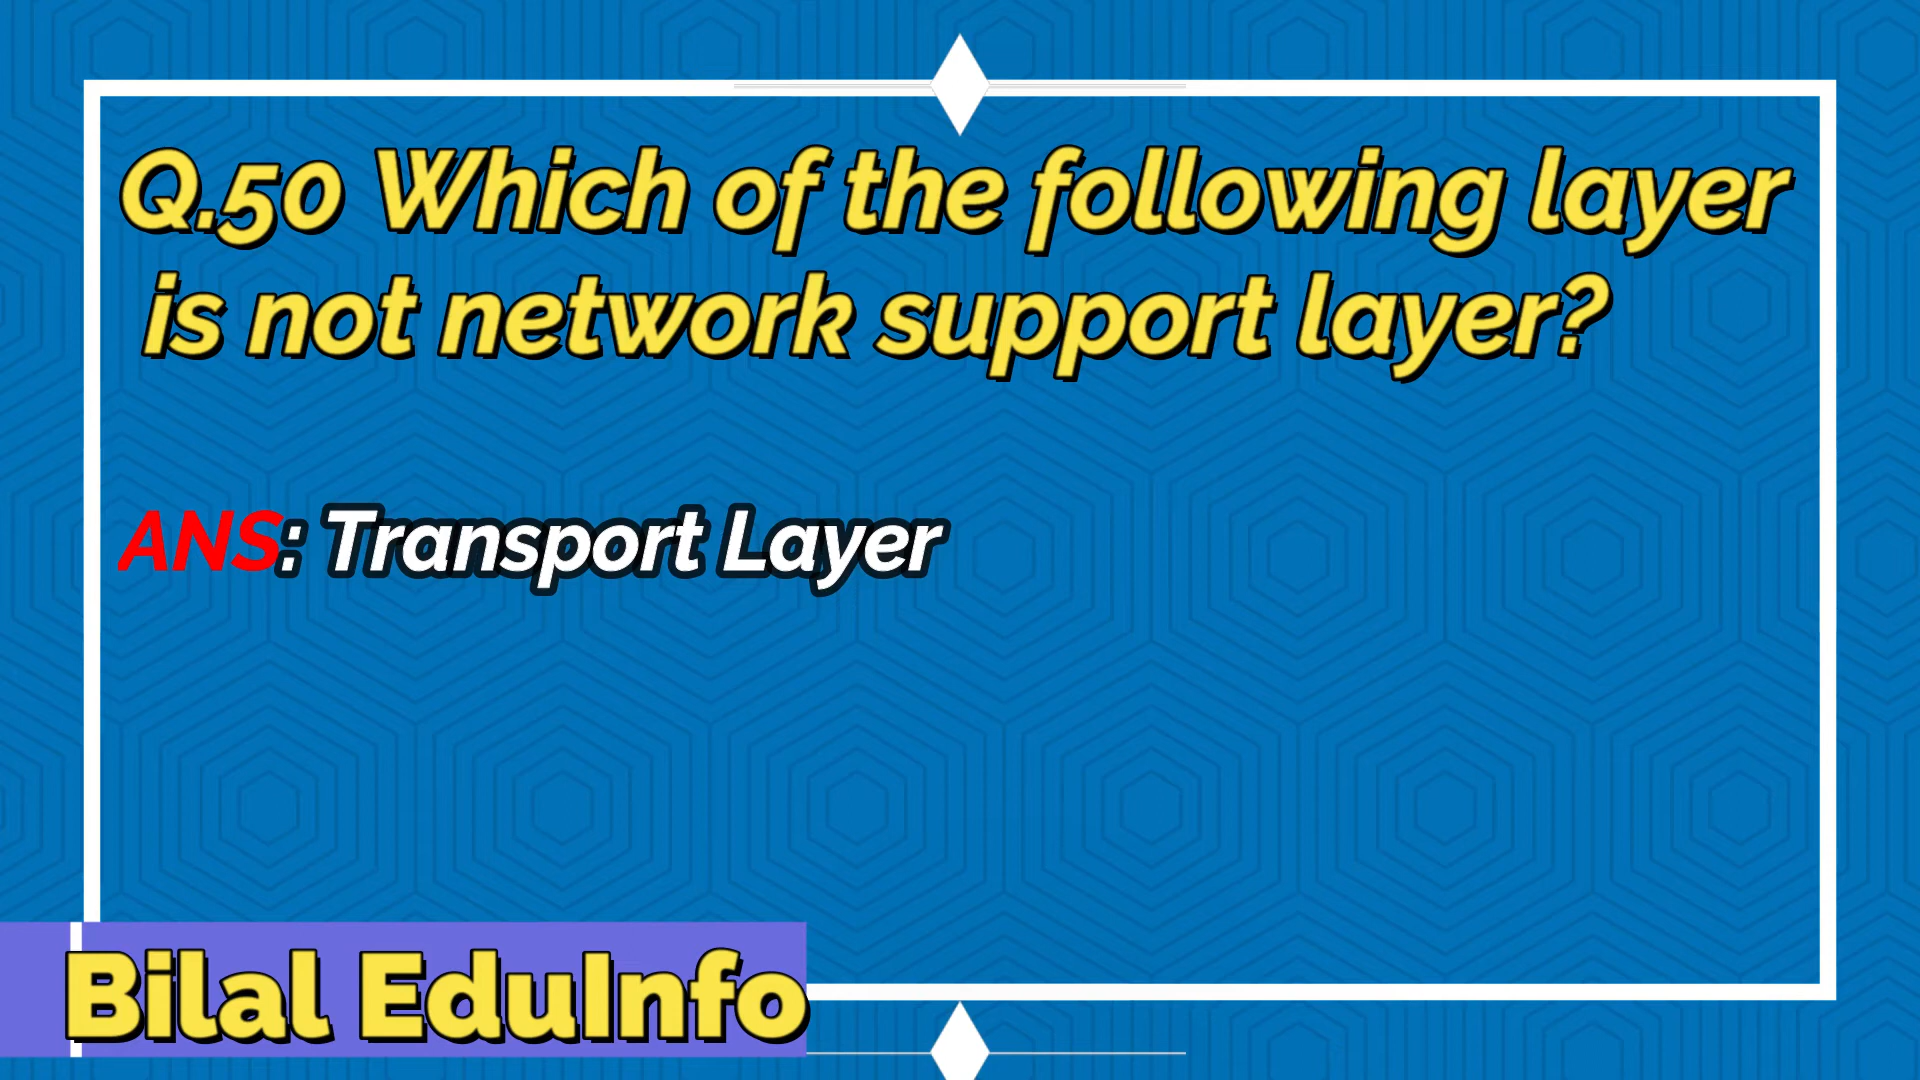 Q.50 Which of the following layer
is not network support layer?
ANS: Transport Layer
Bilal EduInfo